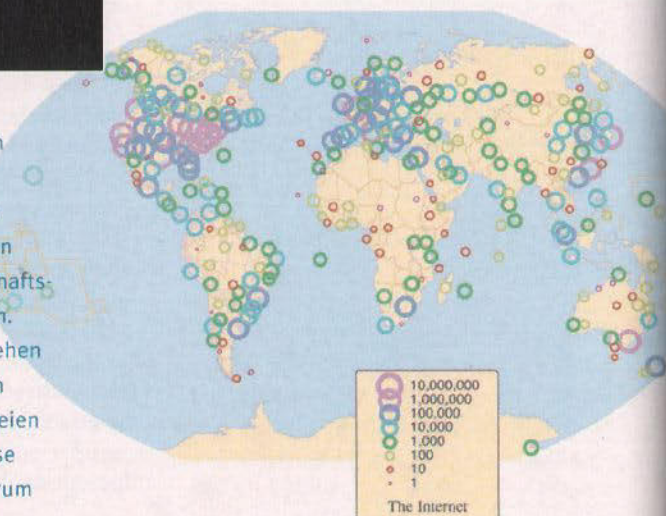 n
hafts-
n.
ehen
n
eien
se
rum
10,000,000
1,000,000
100,000
10,000
1,000
100
10
1
The Internet